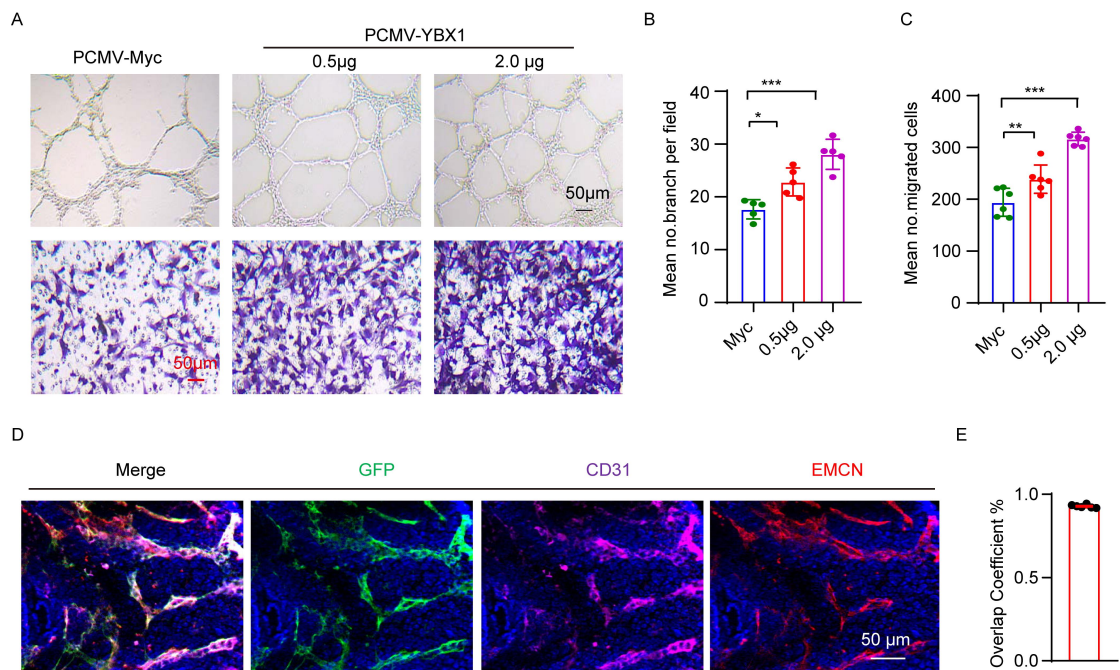 A
PCMV-Myc
PCMV-YBX1
0.5µg
2.0 µg
50µm
50µm
B
Mean no.branch per field
40
30
20
10
0
*
***
Myc
0.5µg
2.0 µg
C
Mean no.migrated cells
400
300
200
100
0
**
***
Myc
0.5µg
2.0 µg
D
Merge
GFP
CD31
EMCN
50 µm
E
Overlap Coefficient %
1.0
0.5
0.0